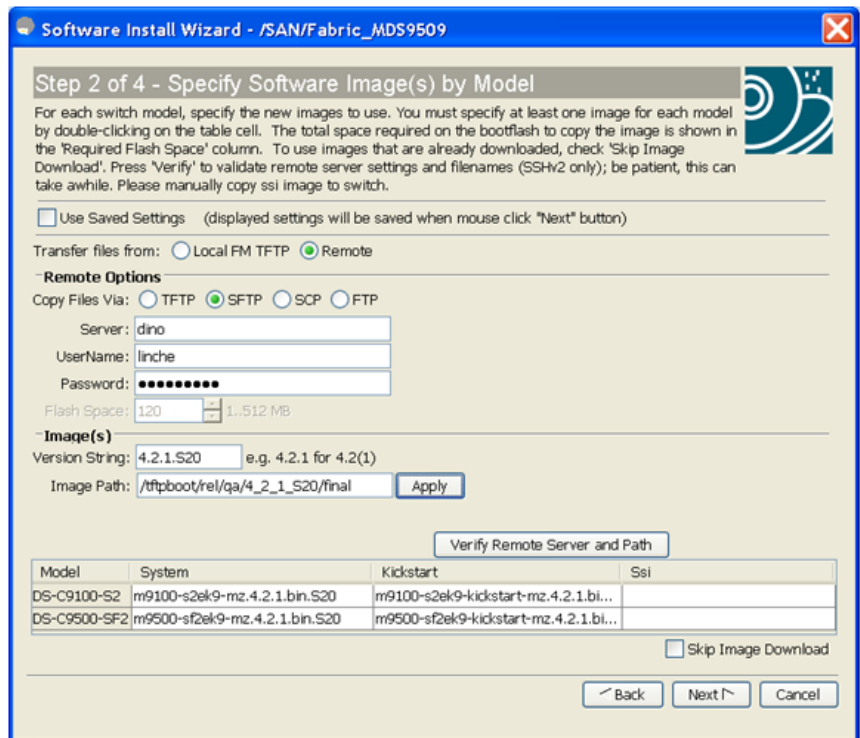 Software Install Wizard - /SAN/Fabric_MDS9509
Step 2 of 4 - Specify Software Image(s) by Model
For each switch model, specify the new images to use. You must specify at least one image for each model
by double-clicking on the table cell. The total space required on the bootflash to copy the image is shown in
the 'Required Flash Space' column. To use images that are already downloaded, check 'Skip Image
Download'. Press 'Verify' to validate remote server settings and filenames (SSHv2 only); be patient, this can
take awhile. Please manually copy ssi image to switch.
Use Saved Settings (displayed settings will be saved when mouse click "Next" button)
Transfer files from: Local FM TFTP Remote
Remote Options
Copy Files Via: TFTP SFTP SCP FTP
Server: dino
UserName: linche
Password: ●●●●●●●●●
Flash Space: 120 1..512 MB
Image(s)
Version String: 4.2.1.S20 e.g. 4.2.1 for 4.2(1)
Image Path: /tftpboot/rel/qa/4_2_1_S20/final Apply
Verify Remote Server and Path
Model System Kickstart Ssi
DS-C9100-S2 m9100-s2ek9-mz.4.2.1.bin.S20 m9100-s2ek9-kickstart-mz.4.2.1.bi...
DS-C9500-SF2 m9500-sf2ek9-mz.4.2.1.bin.S20 m9500-sf2ek9-kickstart-mz.4.2.1.bi...
Skip Image Download
Back Next Cancel